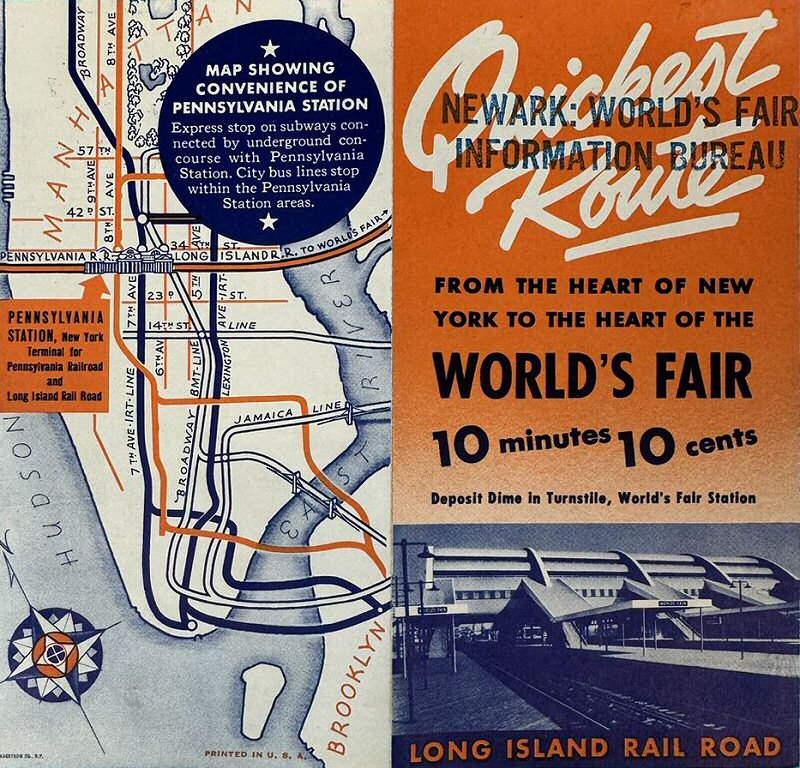 MANHATTAN
BROADWAY
8TH AVE
MAP SHOWING
CONVENIENCE OF
PENNSYLVANIA STATION
Express stop on subways con-
nected by underground con-
course with Pennsylvania
Station. City bus lines stop
within the Pennsylvania
Station areas.
57TH
9TH AVE
42D ST.
8TH
34 ST.
PENNSYLVANIA R.R.
LONG ISLAND R.R. TO WORLD'S FAIR
PENNSYLVANIA
STATION, New York
Terminal for
Pennsylvania Railroad
and
Long Island Rail Road
7TH AVE
23D ST.
5TH AVE
14TH ST. A LINE
6TH AVE
BMT-LINE
LEXINGTON AVE-IRT-
7TH AVE-IRT-LINE
BROADWAY
JAMAICA LINE
HUDSON
EAST RIVER
BROOKLYN
PRINTED IN U. S. A.
Quickest
Route
NEWARK: WORLD'S FAIR
INFORMATION BUREAU
FROM THE HEART OF NEW
YORK TO THE HEART OF THE
WORLD'S FAIR
10 minutes 10 cents
Deposit Dime in Turnstile, World's Fair Station
WORLDS FAIR
LONG ISLAND RAIL ROAD